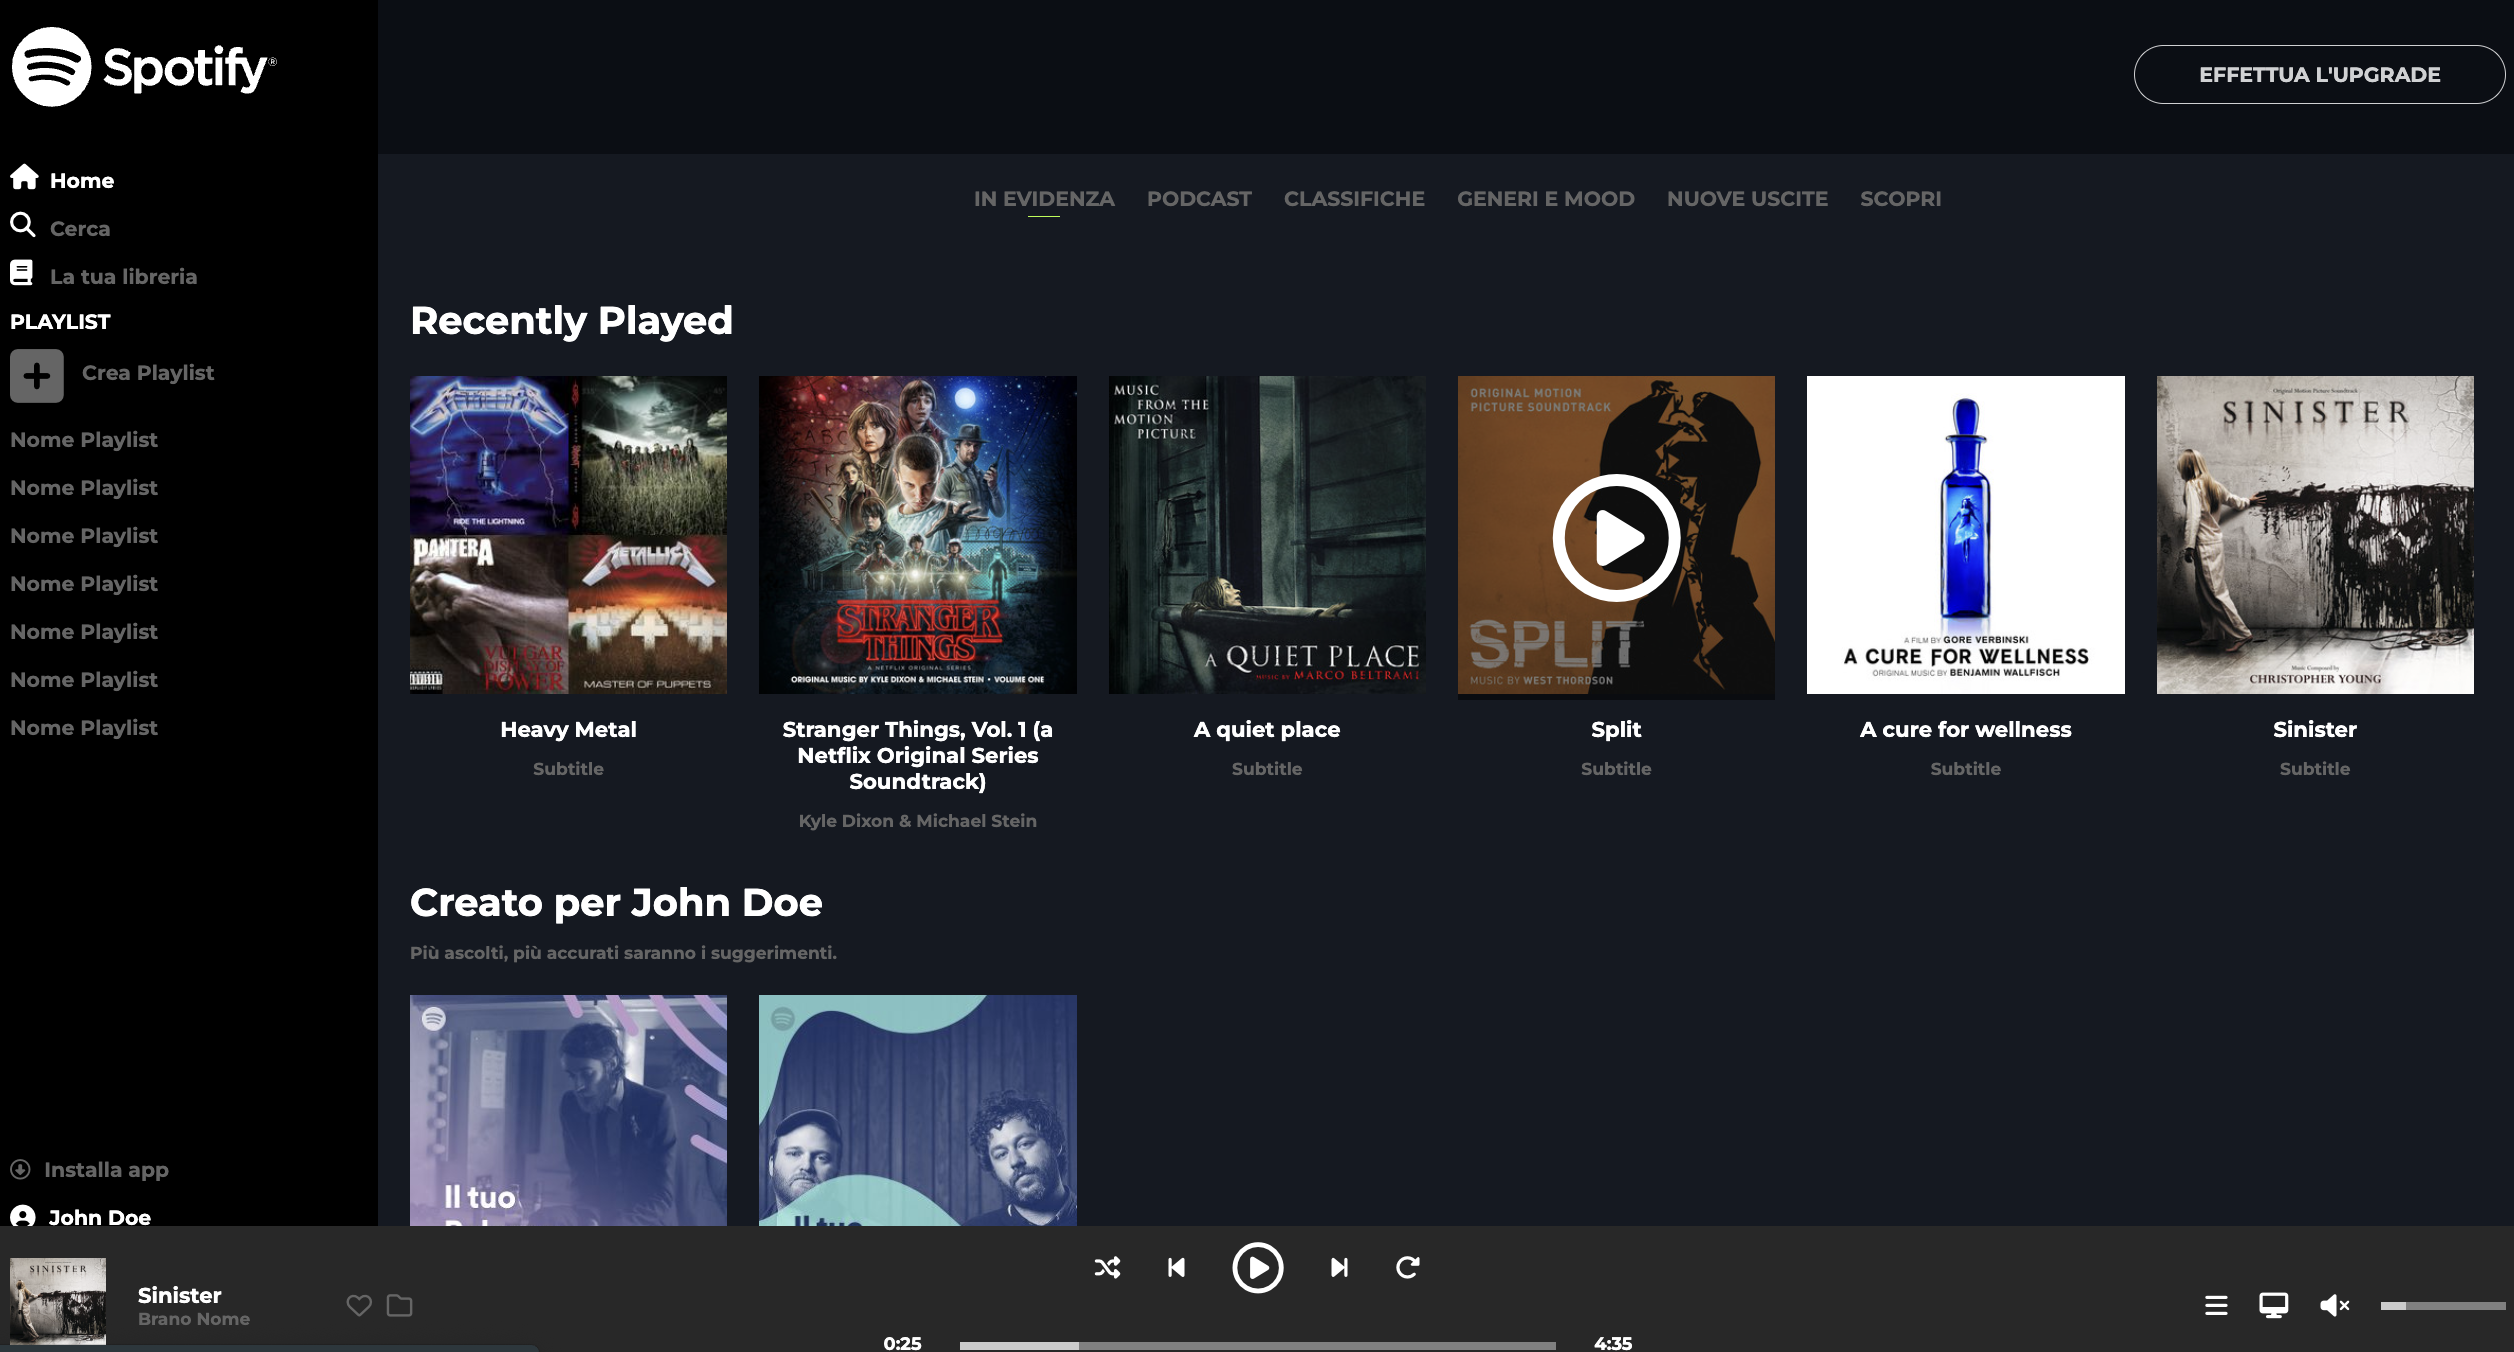 Spotify®
EFFETTUA L'UPGRADE
Home
Cerca
La tua libreria
PLAYLIST
Crea Playlist
Nome Playlist
Nome Playlist
Nome Playlist
Nome Playlist
Nome Playlist
Nome Playlist
Nome Playlist
Installa app
John Doe
IN EVIDENZA PODCAST CLASSIFICHE GENERI E MOOD NUOVE USCITE SCOPRI
Recently Played
METALLICA
RIDE THE LIGHTNING
PANTERA
VULGAR
DISPLAY OF
POWER
METALLICA
MASTER OF PUPPETS
Heavy Metal
Subtitle
STRANGER
THINGS
A NETFLIX ORIGINAL SERIES
ORIGINAL MUSIC BY KYLE DIXON & MICHAEL STEIN • VOLUME ONE
Stranger Things, Vol. 1 (a
Netflix Original Series
Soundtrack)
Kyle Dixon & Michael Stein
MUSIC
FROM THE
MOTION
PICTURE
A QUIET PLACE
MUSIC BY MARCO BELTRAMI
A quiet place
Subtitle
ORIGINAL MOTION
PICTURE SOUNDTRACK
SPLIT
MUSIC BY WEST THORDSON
Split
Subtitle
A FILM BY GORE VERBINSKI
A CURE FOR WELLNESS
ORIGINAL MUSIC BY BENJAMIN WALLFISCH
A cure for wellness
Subtitle
Original Motion Picture Soundtrack
SINISTER
Music Composed by
CHRISTOPHER YOUNG
Sinister
Subtitle
Creato per John Doe
Più ascolti, più accurati saranno i suggerimenti.
Il tuo
Il tuo
SINISTER
Sinister
Brano Nome
0:25
4:35